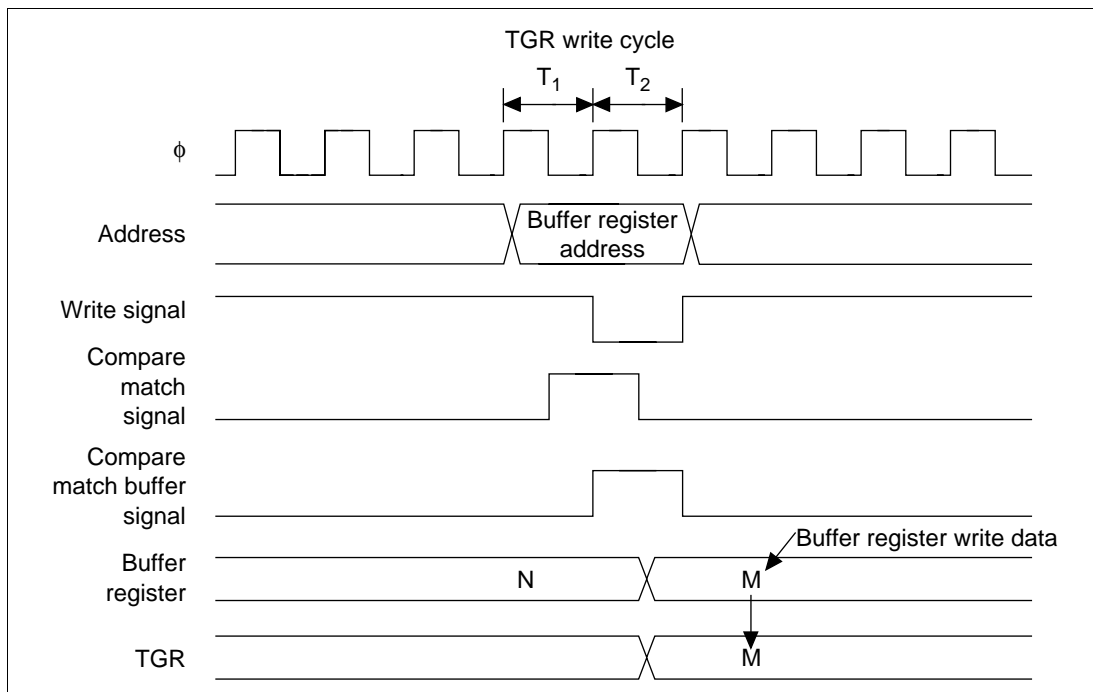 TGR write cycle
T1 T2
ϕ
Address
Buffer register
address
Write signal
Compare
match
signal
Compare
match buffer
signal
Buffer register write data
Buffer
register
N M
TGR M